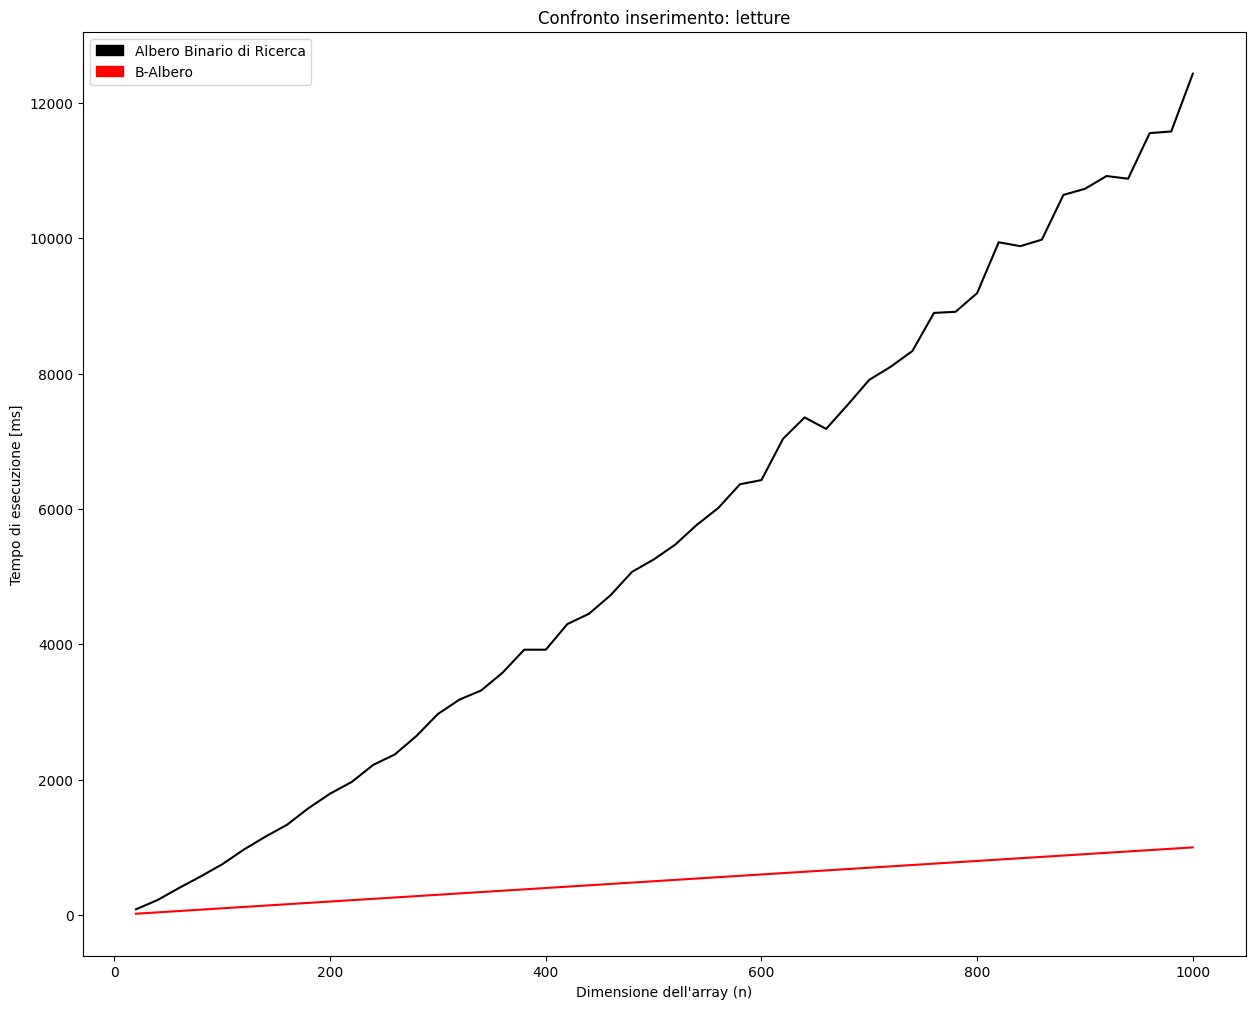 Confronto inserimento: letture
Albero Binario di Ricerca
B-Albero
12000
10000
8000
6000
4000
2000
0
Tempo di esecuzione [ms]
0 200 400 600 800 1000
Dimensione dell'array (n)